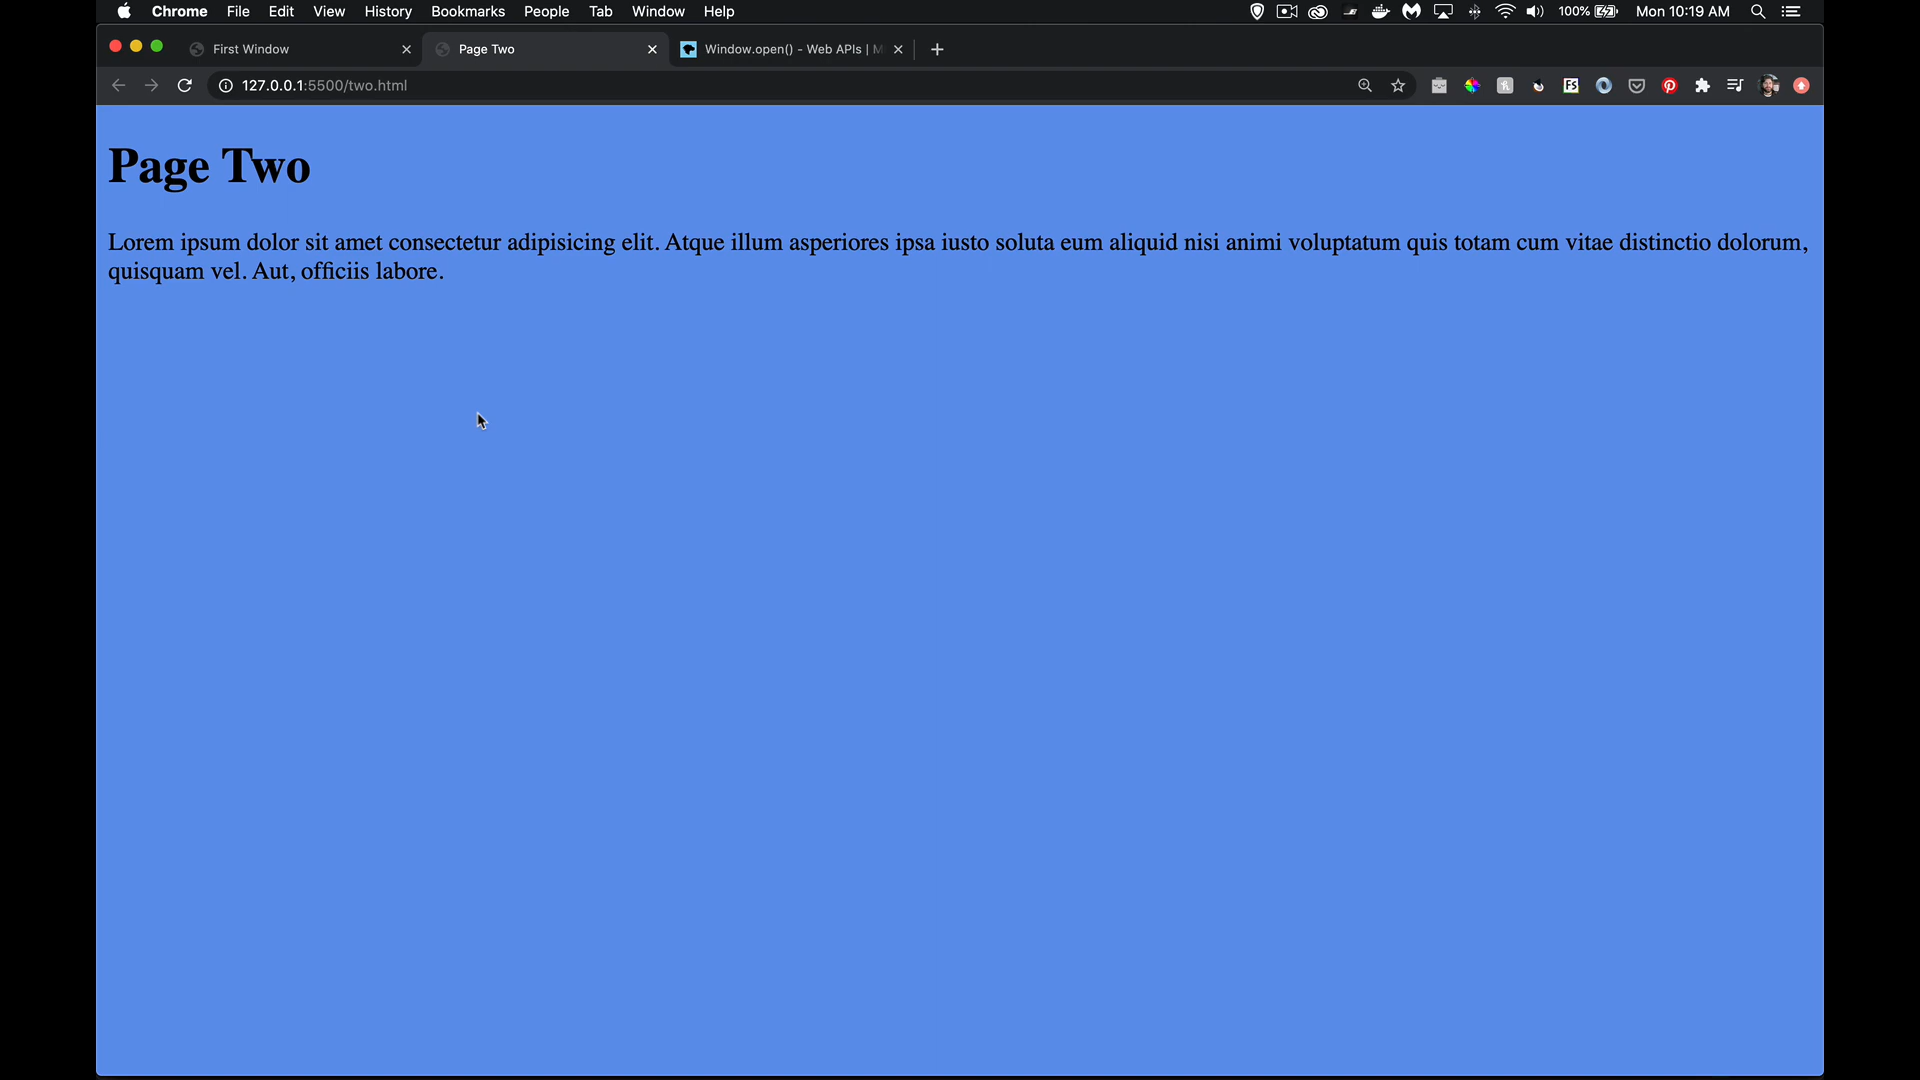 Chrome File Edit View History Bookmarks People Tab Window Help 100% Mon 10:19 AM
First Window Page Two Window.open() - Web APIs | M
127.0.0.1:5500/two.html
Page Two
Lorem ipsum dolor sit amet consectetur adipisicing elit. Atque illum asperiores ipsa iusto soluta eum aliquid nisi animi voluptatum quis totam cum vitae distinctio dolorum,
quisquam vel. Aut, officiis labore.